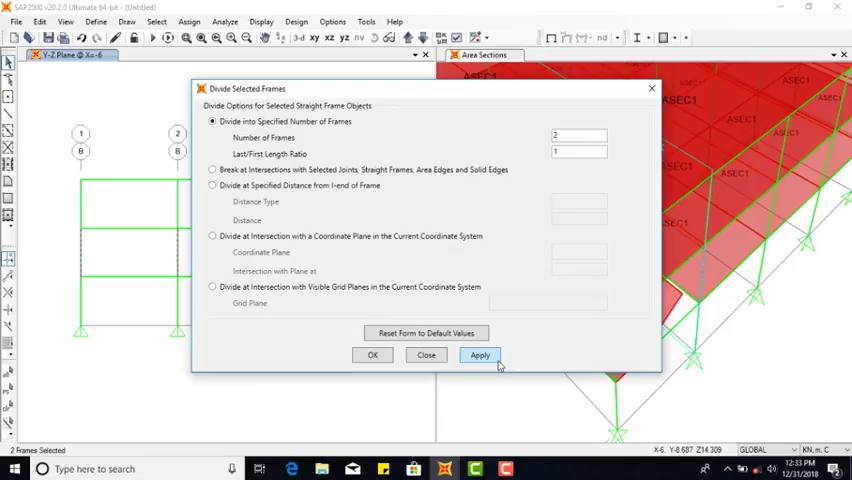 SAP2000 v20.2.0 Ultimate 64-bit - (Untitled)
File Edit View Define Draw Select Assign Analyze Display Design Options Tools Help
3-d xy xz yz nv
nd
Y-Z Plane @ X=-6
Area Sections
Divide Selected Frames
Divide Options for Selected Straight Frame Objects
Divide into Specified Number of Frames
Number of Frames 2
Last/First Length Ratio 1
Break at Intersections with Selected Joints, Straight Frames, Area Edges and Solid Edges
Divide at Specified Distance from I-end of Frame
Distance Type
Distance
Divide at Intersection with a Coordinate Plane in the Current Coordinate System
Coordinate Plane
Intersection with Plane at
Divide at Intersection with Visible Grid Planes in the Current Coordinate System
Grid Plane
Reset Form to Default Values
OK Close Apply
1 2
B B
ASEC1
ASEC1
ASEC1
ASEC1
ASEC1
ASEC1
2 Frames Selected
X-6. Y-8.687 Z14.309 GLOBAL KN, m, C
Type here to search
12:33 PM
12/31/2018
2